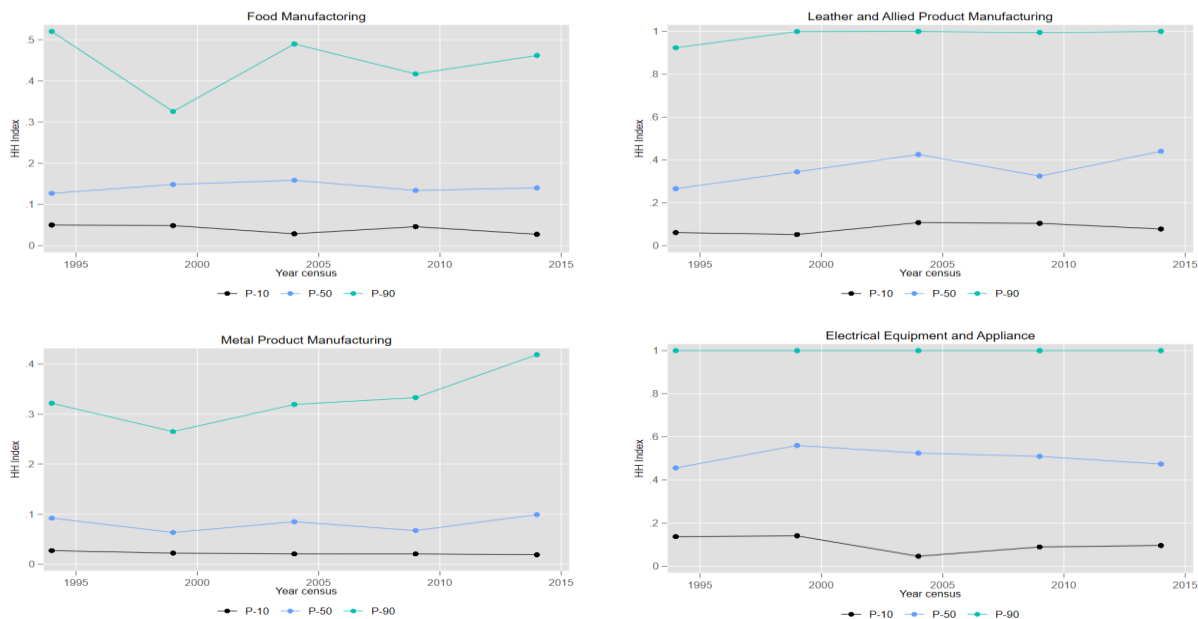 Food Manufactoring
HH Index
.5
.4
.3
.2
.1
0
1995 2000 2005 2010 2015
Year census
P-10 P-50 P-90
Leather and Allied Product Manufacturing
HH Index
1
.8
.6
.4
.2
0
1995 2000 2005 2010 2015
Year census
P-10 P-50 P-90
Metal Product Manufacturing
HH Index
.4
.3
.2
.1
0
1995 2000 2005 2010 2015
Year census
P-10 P-50 P-90
Electrical Equipment and Appliance
HH Index
1
.8
.6
.4
.2
0
1995 2000 2005 2010 2015
Year census
P-10 P-50 P-90